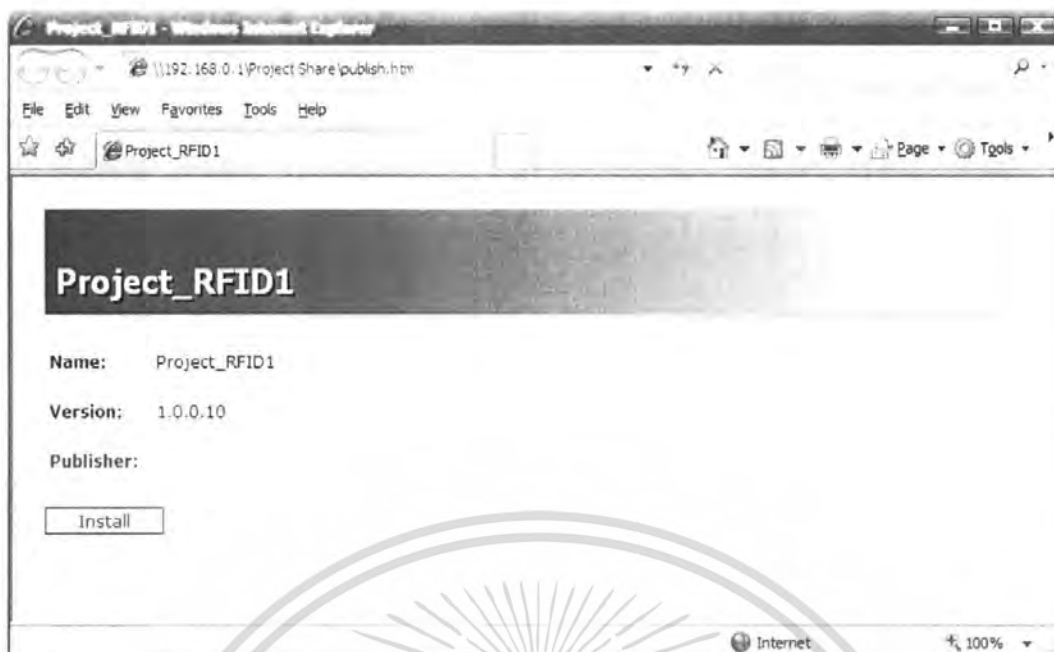 Project_RFID1 - Windows Internet Explorer
\\192.168.0.1\Project Share\publish.htm
File Edit View Favorites Tools Help
Project_RFID1
Page Tools
Project_RFID1
Name: Project_RFID1
Version: 1.0.0.10
Publisher:
Install
Internet 100%